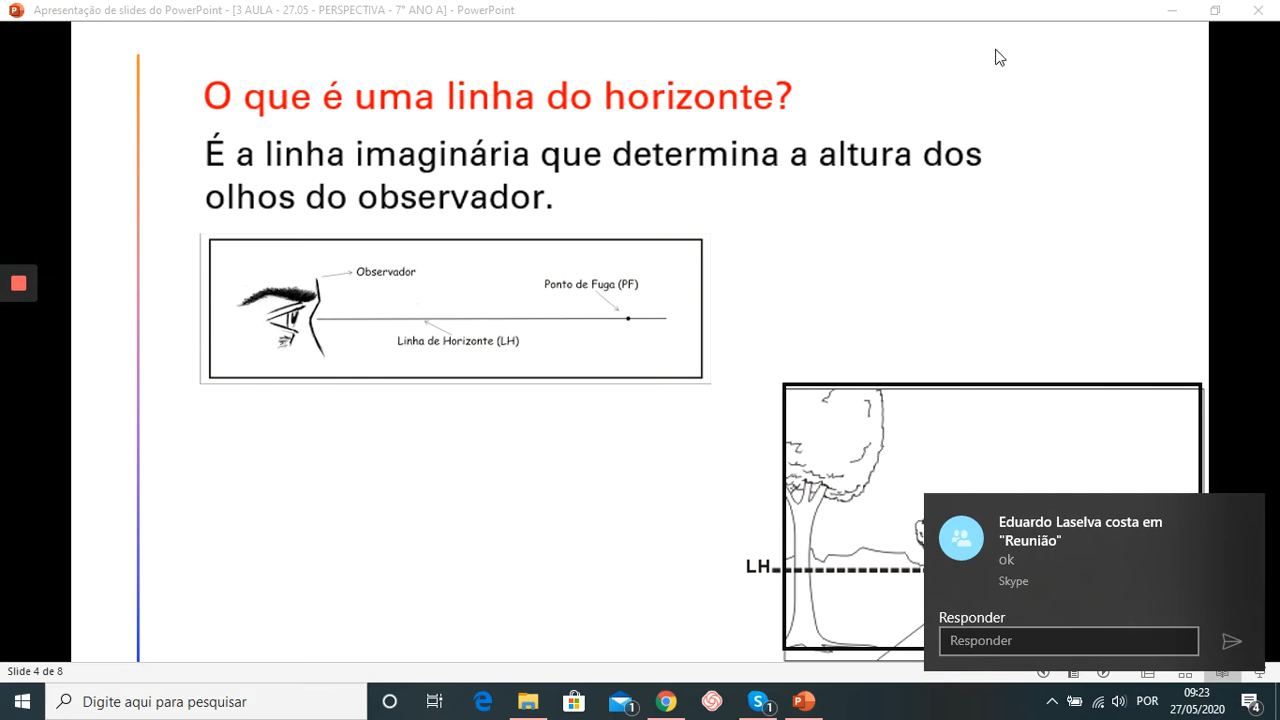 Apresentação de slides do PowerPoint - [3 AULA - 27.05 - PERSPECTIVA - 7° ANO A] - PowerPoint
O que é uma linha do horizonte?
É a linha imaginária que determina a altura dos
olhos do observador.
Observador
Ponto de Fuga (PF)
Linha de Horizonte (LH)
LH
Eduardo Laselva costa em
"Reunião"
ok
Skype
Responder
Responder
Slide 4 de 8
Digite aqui para pesquisar
1
1
POR
09:23
27/05/2020
4